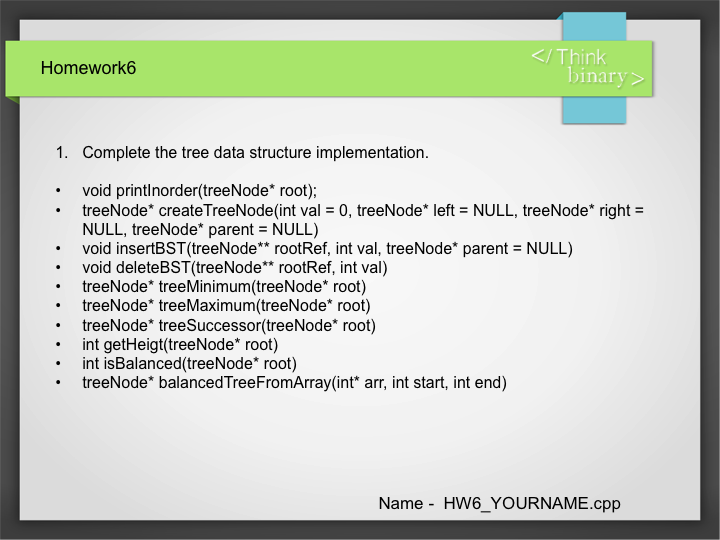 Homework6
</ Think
binary >
1. Complete the tree data structure implementation.
• void printInorder(treeNode* root);
• treeNode* createTreeNode(int val = 0, treeNode* left = NULL, treeNode* right =
NULL, treeNode* parent = NULL)
• void insertBST(treeNode** rootRef, int val, treeNode* parent = NULL)
• void deleteBST(treeNode** rootRef, int val)
• treeNode* treeMinimum(treeNode* root)
• treeNode* treeMaximum(treeNode* root)
• treeNode* treeSuccessor(treeNode* root)
• int getHeigt(treeNode* root)
• int isBalanced(treeNode* root)
• treeNode* balancedTreeFromArray(int* arr, int start, int end)
Name - HW6_YOURNAME.cpp